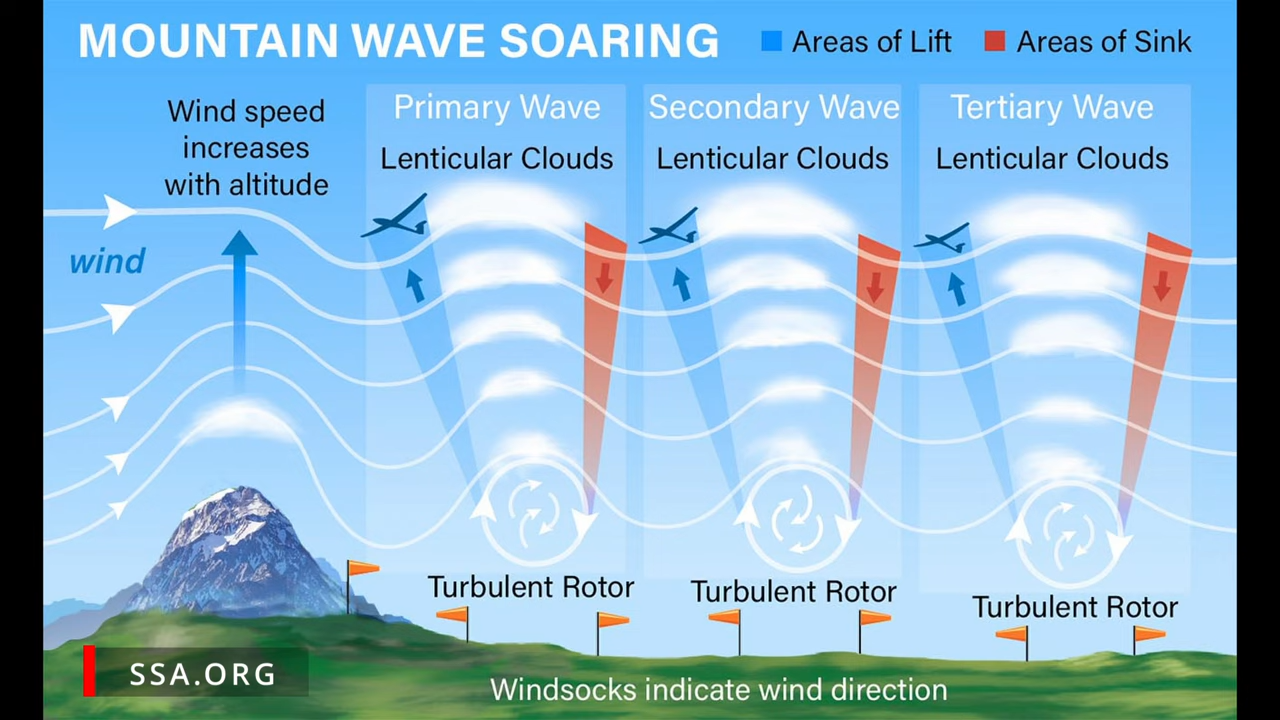 MOUNTAIN WAVE SOARING
Areas of Lift
Areas of Sink
Wind speed
increases
with altitude
wind
Primary Wave
Lenticular Clouds
Secondary Wave
Lenticular Clouds
Tertiary Wave
Lenticular Clouds
Turbulent Rotor
Turbulent Rotor
Turbulent Rotor
SSA.ORG
Windsocks indicate wind direction